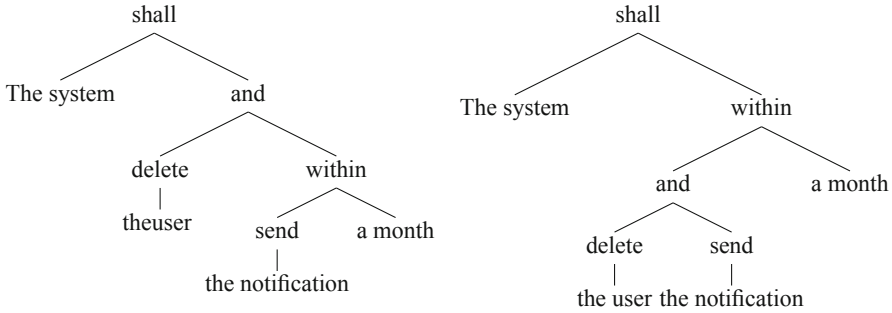 shall
The system
and
delete
within
theuser
send
a month
the notification
shall
The system
within
and
a month
delete
send
the user
the notification